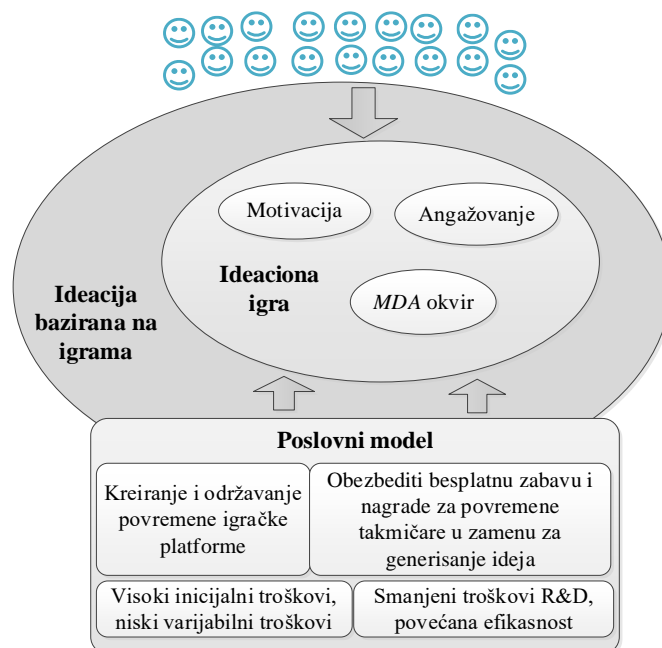 Motivacija
Angažovanje
Ideaciona
igra
MDA okvir
Ideacija
bazirana na
igrama
Poslovni model
Kreiranje i održavanje
povremene igračke
platforme
Obezbediti besplatnu zabavu i
nagrade za povremene
takmičare u zamenu za
generisanje ideja
Visoki inicijalni troškovi,
niski varijabilni troškovi
Smanjeni troškovi R&D,
povećana efikasnost